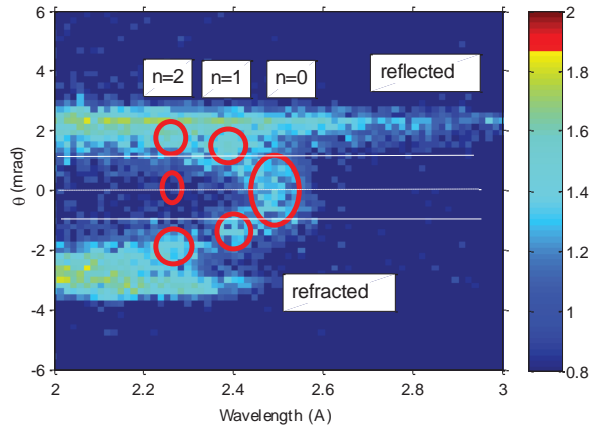 6
4
2
0
-2
-4
-6
θ (mrad)
n=2
n=1
n=0
reflected
refracted
2
2.2
2.4
2.6
2.8
3
Wavelength (A)
2
1.8
1.6
1.4
1.2
1
0.8